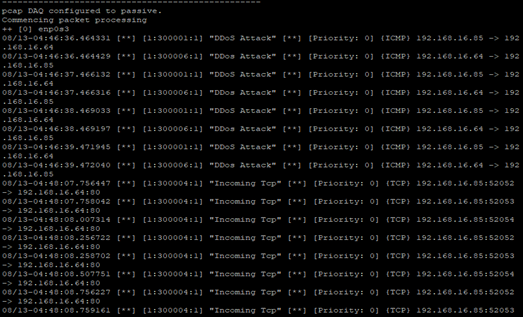 pcap DAQ configured to passive.
Commencing packet processing
++ [0] enp0s3
08/13-04:46:36.464331 [**] [1:300001:1] "DDoS Attack" [**] [Priority: 0] {ICMP} 192.168.16.85 -> 192
.168.16.64
08/13-04:46:36.464429 [**] [1:300006:1] "DDos Attack" [**] [Priority: 0] {ICMP} 192.168.16.64 -> 192
.168.16.85
08/13-04:46:37.466132 [**] [1:300001:1] "DDoS Attack" [**] [Priority: 0] {ICMP} 192.168.16.85 -> 192
.168.16.64
08/13-04:46:37.466316 [**] [1:300006:1] "DDos Attack" [**] [Priority: 0] {ICMP} 192.168.16.64 -> 192
.168.16.85
08/13-04:46:38.469033 [**] [1:300001:1] "DDoS Attack" [**] [Priority: 0] {ICMP} 192.168.16.85 -> 192
.168.16.64
08/13-04:46:38.469197 [**] [1:300006:1] "DDos Attack" [**] [Priority: 0] {ICMP} 192.168.16.64 -> 192
.168.16.85
08/13-04:46:39.471945 [**] [1:300001:1] "DDoS Attack" [**] [Priority: 0] {ICMP} 192.168.16.85 -> 192
.168.16.64
08/13-04:46:39.472040 [**] [1:300006:1] "DDos Attack" [**] [Priority: 0] {ICMP} 192.168.16.64 -> 192
.168.16.85
08/13-04:48:07.756447 [**] [1:300004:1] "Incoming Tcp" [**] [Priority: 0] {TCP} 192.168.16.85:52052
-> 192.168.16.64:80
08/13-04:48:07.758042 [**] [1:300004:1] "Incoming Tcp" [**] [Priority: 0] {TCP} 192.168.16.85:52053
-> 192.168.16.64:80
08/13-04:48:08.007314 [**] [1:300004:1] "Incoming Tcp" [**] [Priority: 0] {TCP} 192.168.16.85:52054
-> 192.168.16.64:80
08/13-04:48:08.256722 [**] [1:300004:1] "Incoming Tcp" [**] [Priority: 0] {TCP} 192.168.16.85:52052
-> 192.168.16.64:80
08/13-04:48:08.258702 [**] [1:300004:1] "Incoming Tcp" [**] [Priority: 0] {TCP} 192.168.16.85:52053
-> 192.168.16.64:80
08/13-04:48:08.507751 [**] [1:300004:1] "Incoming Tcp" [**] [Priority: 0] {TCP} 192.168.16.85:52054
-> 192.168.16.64:80
08/13-04:48:08.756227 [**] [1:300004:1] "Incoming Tcp" [**] [Priority: 0] {TCP} 192.168.16.85:52052
-> 192.168.16.64:80
08/13-04:48:08.759161 [**] [1:300004:1] "Incoming Tcp" [**] [Priority: 0] {TCP} 192.168.16.85:52053